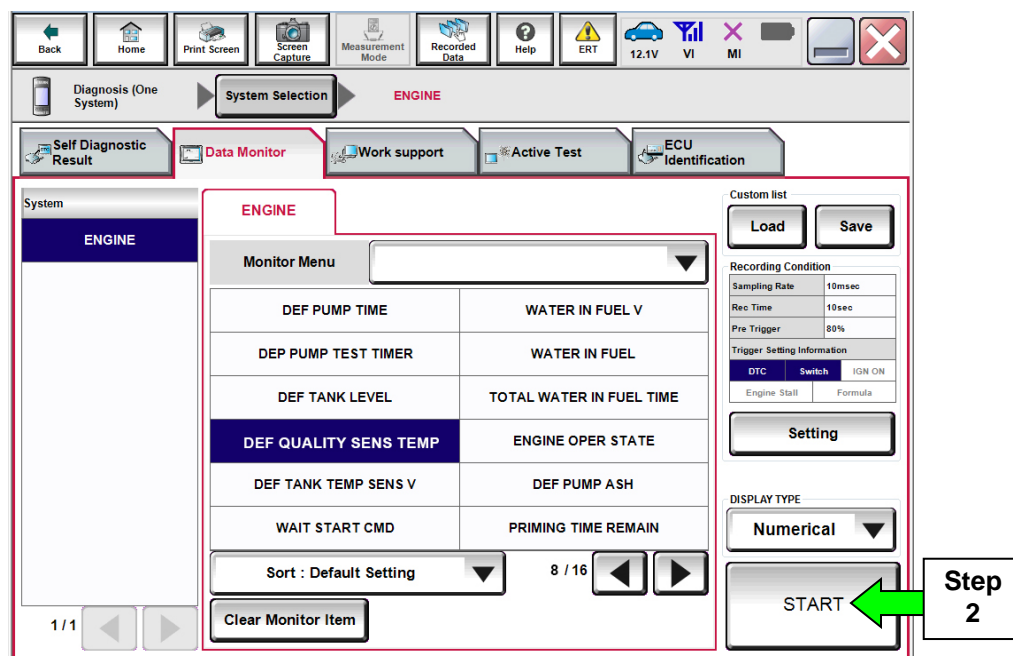 Back
Home
Print Screen
Screen
Capture
Measurement
Mode
Recorded
Data
Help
ERT
12.1V
VI
MI
Diagnosis (One
System)
System Selection
ENGINE
Self Diagnostic
Result
Data Monitor
Work support
Active Test
ECU
Identification
System
ENGINE
1 / 1
ENGINE
Monitor Menu
DEF PUMP TIME
WATER IN FUEL V
DEP PUMP TEST TIMER
WATER IN FUEL
DEF TANK LEVEL
TOTAL WATER IN FUEL TIME
DEF QUALITY SENS TEMP
ENGINE OPER STATE
DEF TANK TEMP SENS V
DEF PUMP ASH
WAIT START CMD
PRIMING TIME REMAIN
Sort : Default Setting
8 / 16
Clear Monitor Item
Custom list
Load
Save
Recording Condition
Sampling Rate 10msec
Rec Time 10sec
Pre Trigger 80%
Trigger Setting Information
DTC Switch IGN ON
Engine Stall Formula
Setting
DISPLAY TYPE
Numerical
START
Step
2